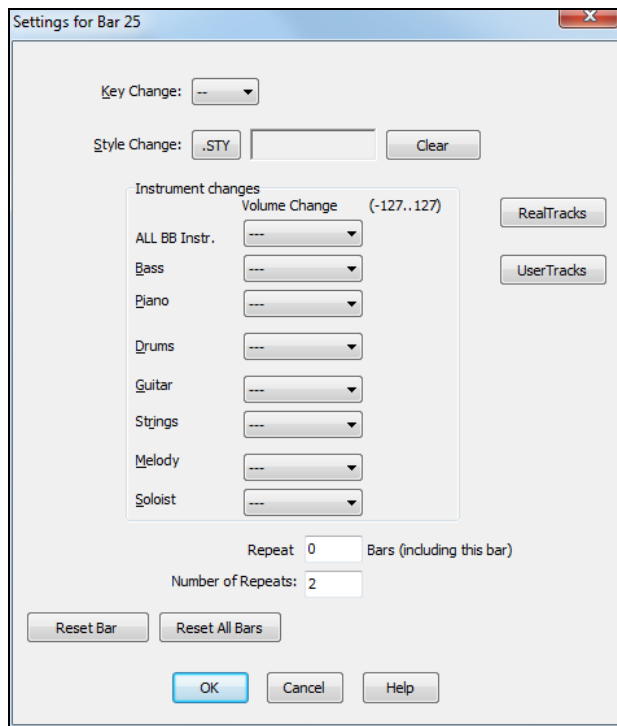 Settings for Bar 25
x
Key Change: --
Style Change: .STY Clear
Instrument changes
Volume Change (-127..127)
RealTracks
ALL BB Instr. ---
Bass ---
UserTracks
Piano ---
Drums ---
Guitar ---
Strings ---
Melody ---
Soloist ---
Repeat 0 Bars (including this bar)
Number of Repeats: 2
Reset Bar Reset All Bars
OK Cancel Help